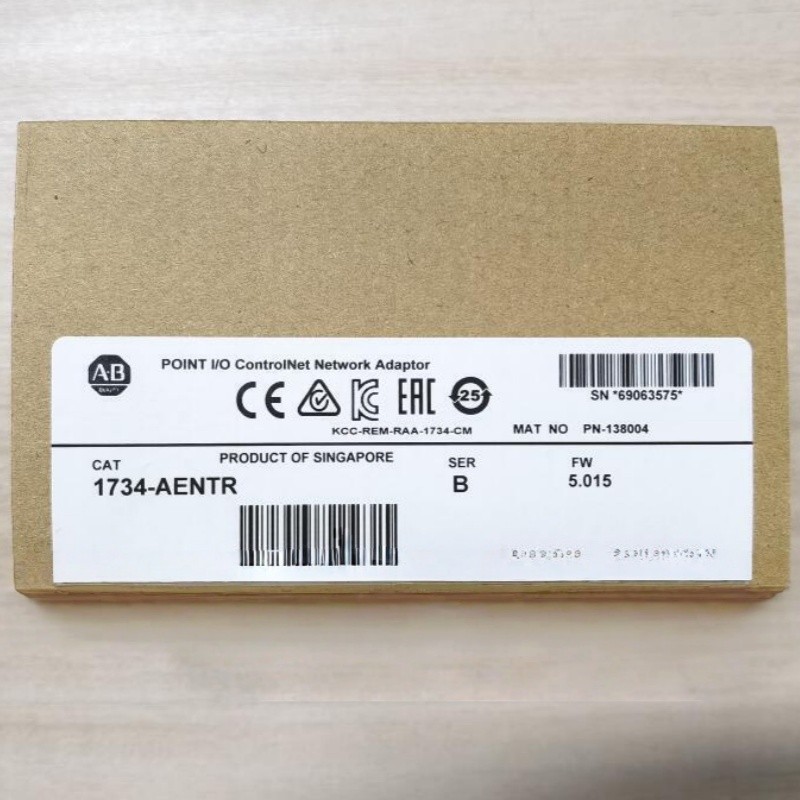 A-B
POINT I/O ControlNet Network Adaptor
CE EAC 25
SN *69063575*
KCC-REM-RAA-1734-CM
MAT NO PN-138004
PRODUCT OF SINGAPORE
CAT SER FW
1734-AENTR B 5.015